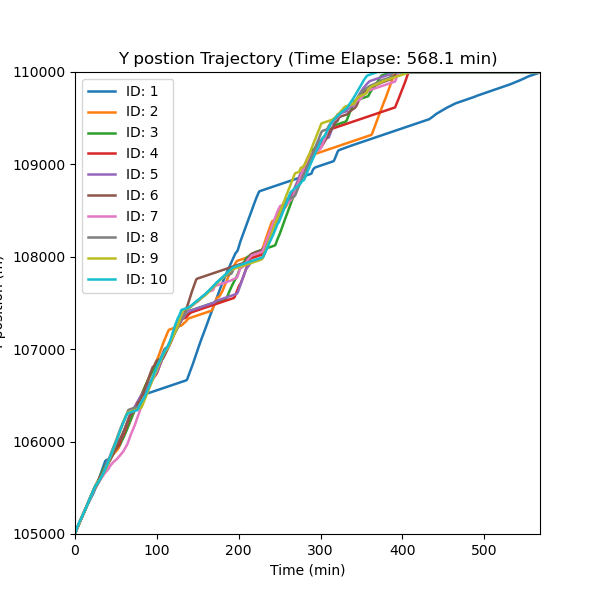 Y postion Trajectory (Time Elapse: 568.1 min)
110000
109000
108000
107000
106000
105000
ID: 1
ID: 2
ID: 3
ID: 4
ID: 5
ID: 6
ID: 7
ID: 8
ID: 9
ID: 10
0 100 200 300 400 500
Time (min)